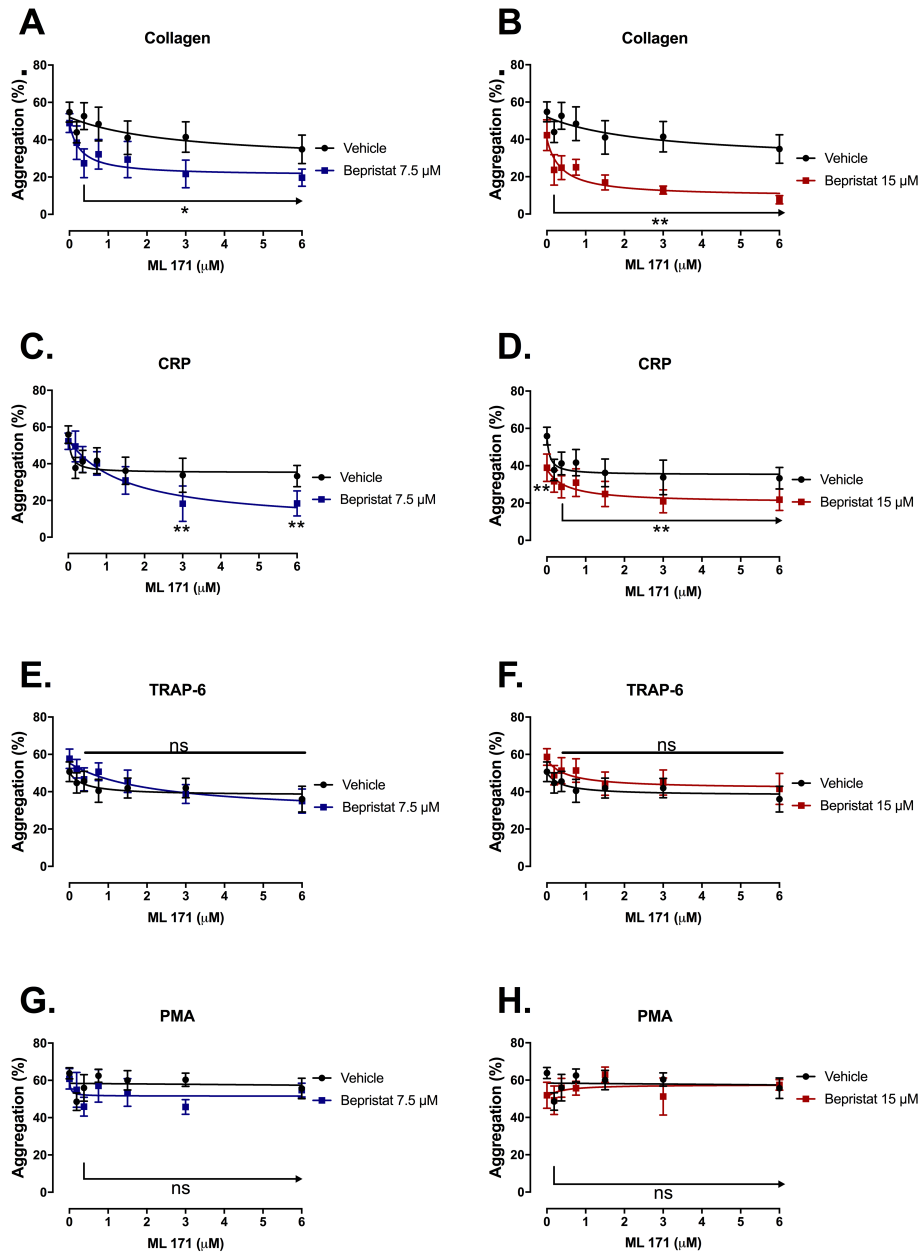 A.
Collagen
Aggregation (%)
80
60
40
20
0
Vehicle
Bepristat 7.5 µM
*
0 1 2 3 4 5 6
ML 171 (µM)
B.
Collagen
Aggregation (%)
80
60
40
20
0
Vehicle
Bepristat 15 µM
**
0 1 2 3 4 5 6
ML 171 (µM)
C.
CRP
Aggregation (%)
80
60
40
20
0
Vehicle
Bepristat 7.5 µM
** **
0 1 2 3 4 5 6
ML 171 (µM)
D.
CRP
Aggregation (%)
80
60
40
20
0
Vehicle
Bepristat 15 µM
**
**
0 1 2 3 4 5 6
ML 171 (µM)
E.
TRAP-6
Aggregation (%)
80
60
40
20
0
ns
Vehicle
Bepristat 7.5 µM
0 1 2 3 4 5 6
ML 171 (µM)
F.
TRAP-6
Aggregation (%)
80
60
40
20
0
ns
Vehicle
Bepristat 15 µM
0 1 2 3 4 5 6
ML 171 (µM)
G.
PMA
Aggregation (%)
80
60
40
20
0
Vehicle
Bepristat 7.5 µM
ns
0 1 2 3 4 5 6
ML 171 (µM)
H.
PMA
Aggregation (%)
80
60
40
20
0
Vehicle
Bepristat 15 µM
ns
0 1 2 3 4 5 6
ML 171 (µM)